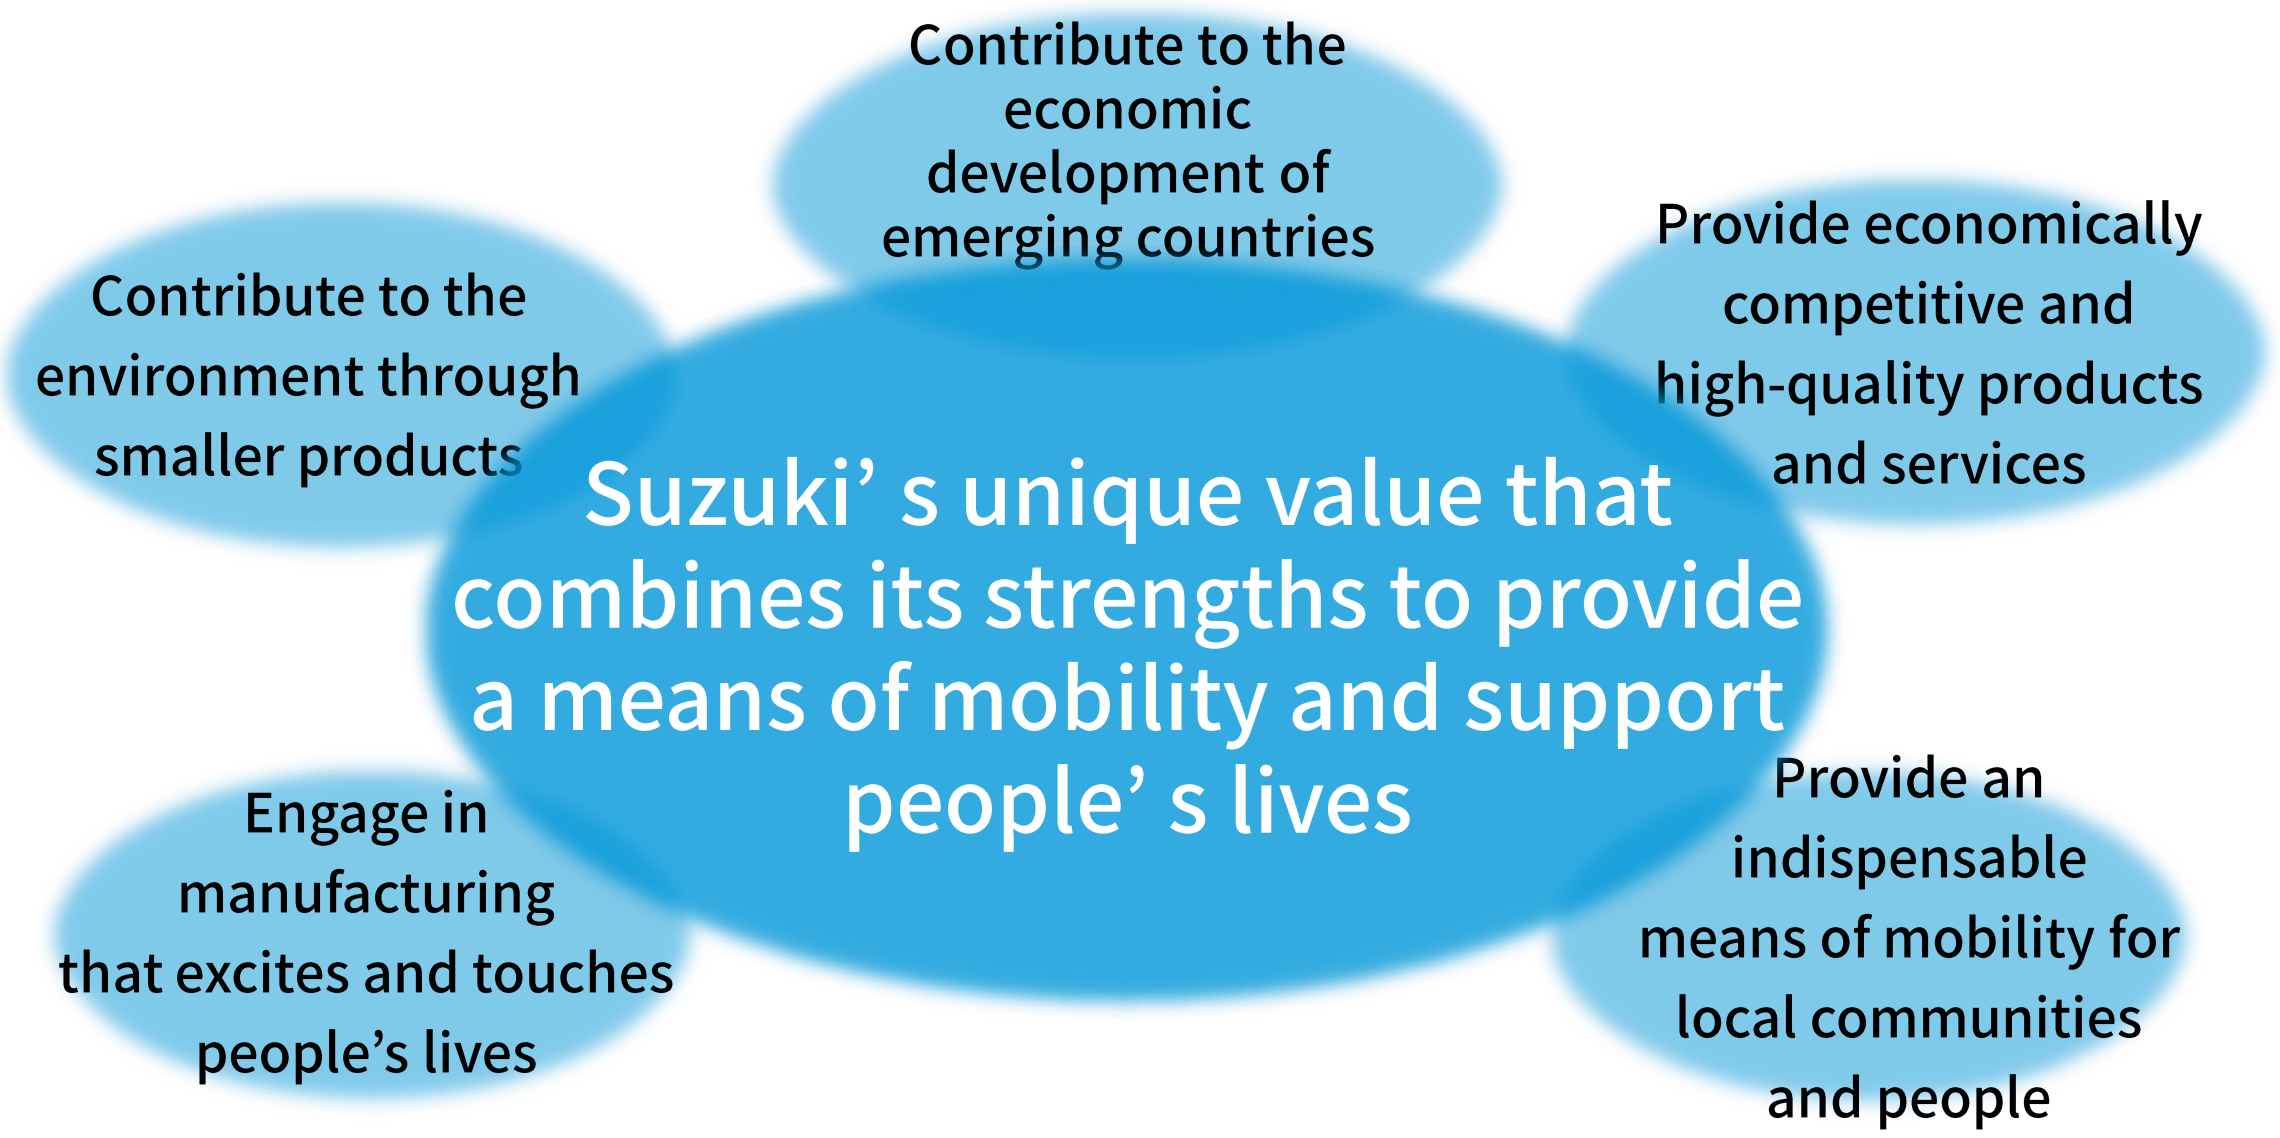 Contribute to the
economic
development of
emerging countries
Contribute to the
environment through
smaller products
Provide economically
competitive and
high-quality products
and services
Suzuki’ s unique value that
combines its strengths to provide
a means of mobility and support
people’ s lives
Engage in
manufacturing
that excites and touches
people’s lives
Provide an
indispensable
means of mobility for
local communities
and people